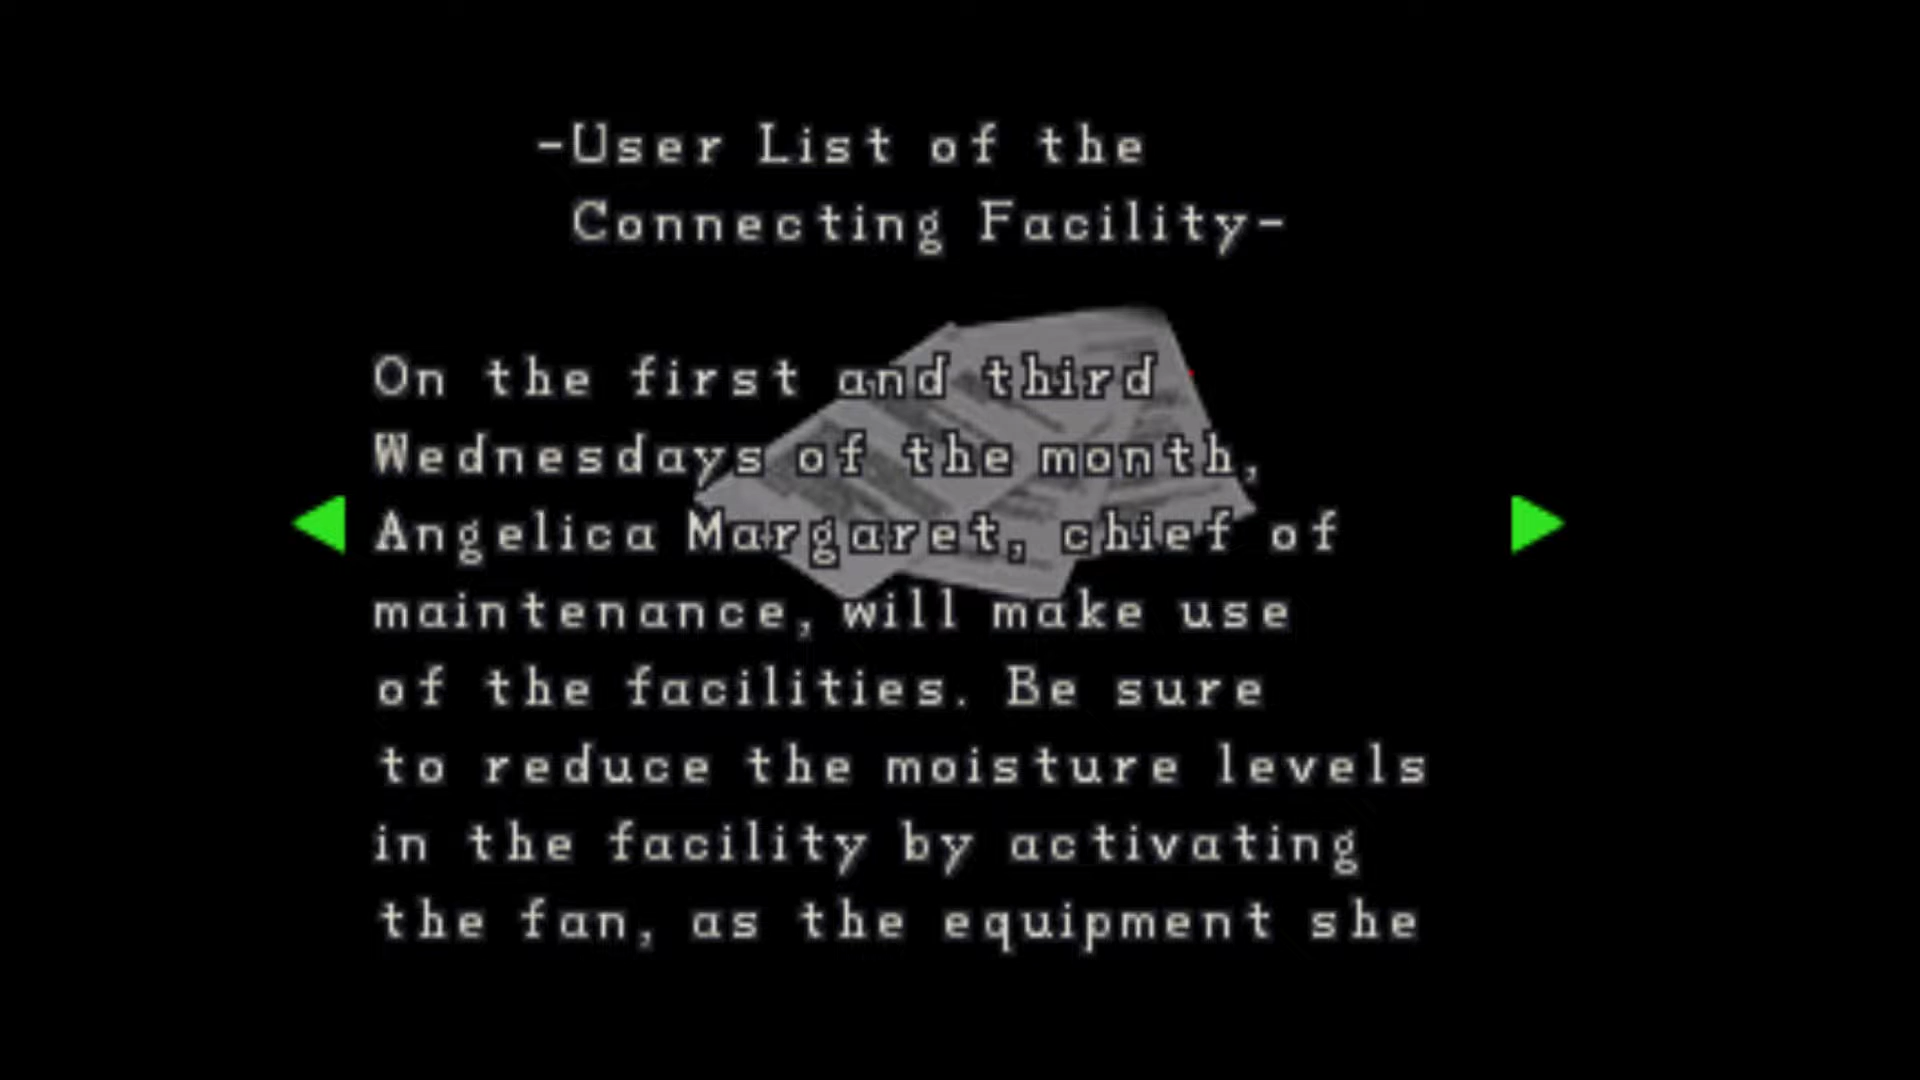 -User List of the
Connecting Facility-
On the first and third
Wednesdays of the month,
Angelica Margaret, chief of
maintenance, will make use
of the facilities. Be sure
to reduce the moisture levels
in the facility by activating
the fan, as the equipment she